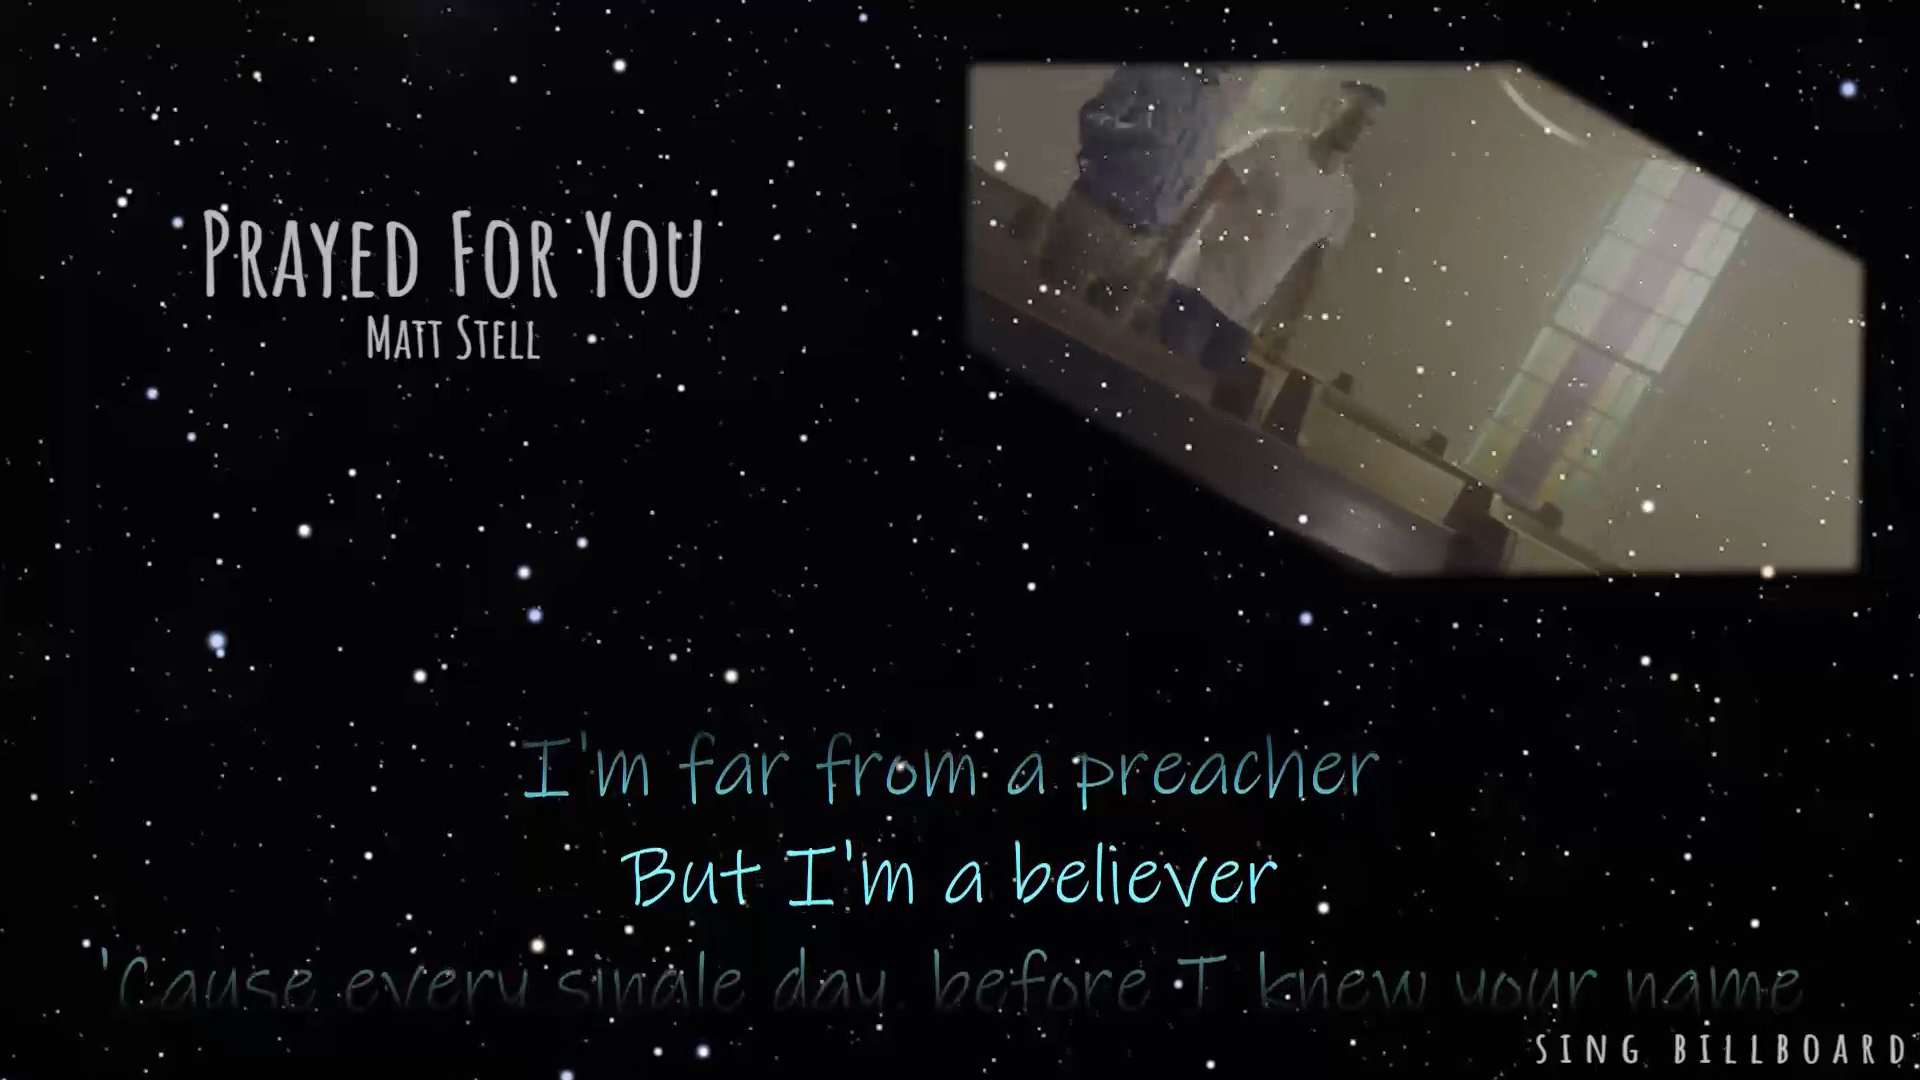 PRAYED FOR YOU
MATT STELL
I'm far from a preacher
But I'm a believer
'Cause every single day, before I knew your name
SING BILLBOARD